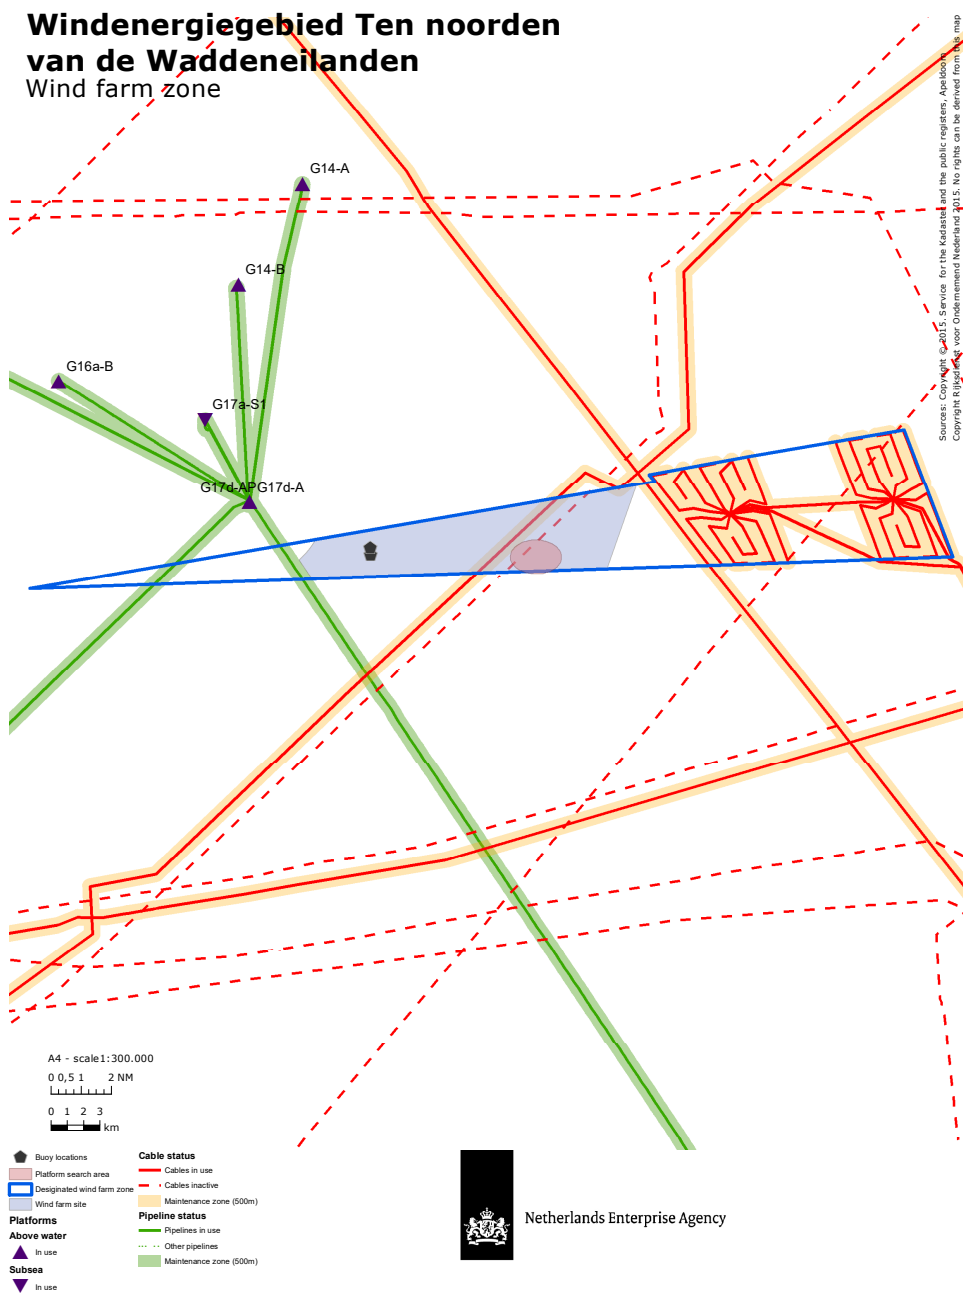 Windenergiegebied Ten noorden
van de Waddeneilanden
Wind farm zone
Sources: Copyright © 2015. Service for the Kadaster and the public registers, Apeldoorn
Copyright Rijksdienst voor Ondernemend Nederland 2015. No rights can be derived from this map
G14-A
G14-B
G16a-B
G17a-S1
G17d-AP G17d-A
A4 - scale1:300.000
0 0,5 1 2 NM
0 1 2 3
km
Buoy locations
Platform search area
Desiginated wind farm zone
Wind farm site
Platforms
Above water
In use
Subsea
In use
Cable status
Cables in use
Cables inactive
Maintenance zone (500m)
Pipeline status
Pipelines in use
Other pipelines
Maintenance zone (500m)
Netherlands Enterprise Agency